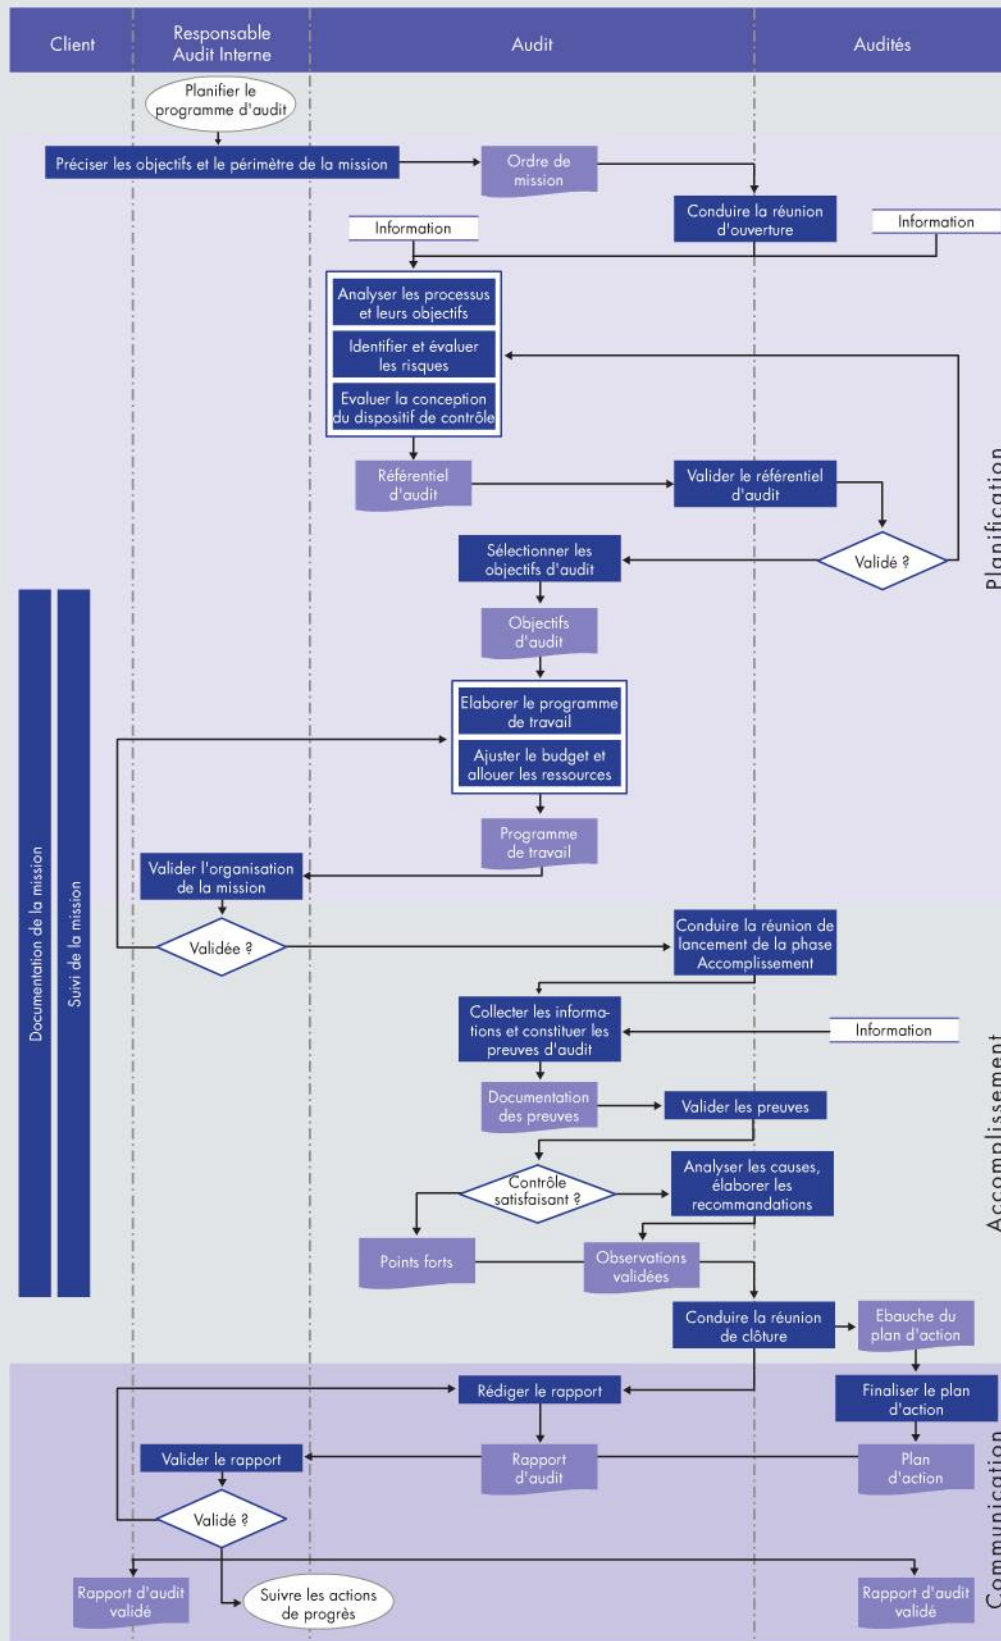 Client
Responsable
Audit Interne
Audit
Audités
Planifier le
programme d'audit
Préciser les objectifs et le périmètre de la mission
Ordre de
mission
Conduire la réunion
d'ouverture
Information
Information
Analyser les processus
et leurs objectifs
Identifier et évaluer
les risques
Evaluer la conception
du dispositif de contrôle
Référentiel
d'audit
Valider le référentiel
d'audit
Validé ?
Planification
Sélectionner les
objectifs d'audit
Objectifs
d'audit
Elaborer le programme
de travail
Ajuster le budget et
allouer les ressources
Programme
de travail
Valider l'organisation
de la mission
Validée ?
Documentation de la mission
Suivi de la mission
Conduire la réunion de
lancement de la phase
Accomplissement
Collecter les informa-
tions et constituer les
preuves d'audit
Information
Documentation
des preuves
Valider les preuves
Accomplissement
Contrôle
satisfaisant ?
Analyser les causes,
élaborer les
recommandations
Points forts
Observations
validées
Conduire la réunion
de clôture
Ebauche du
plan d'action
Rédiger le rapport
Finaliser le plan
d'action
Valider le rapport
Rapport
d'audit
Plan
d'action
Communication
Validé ?
Rapport d'audit
validé
Suivre les actions
de progrès
Rapport d'audit
validé